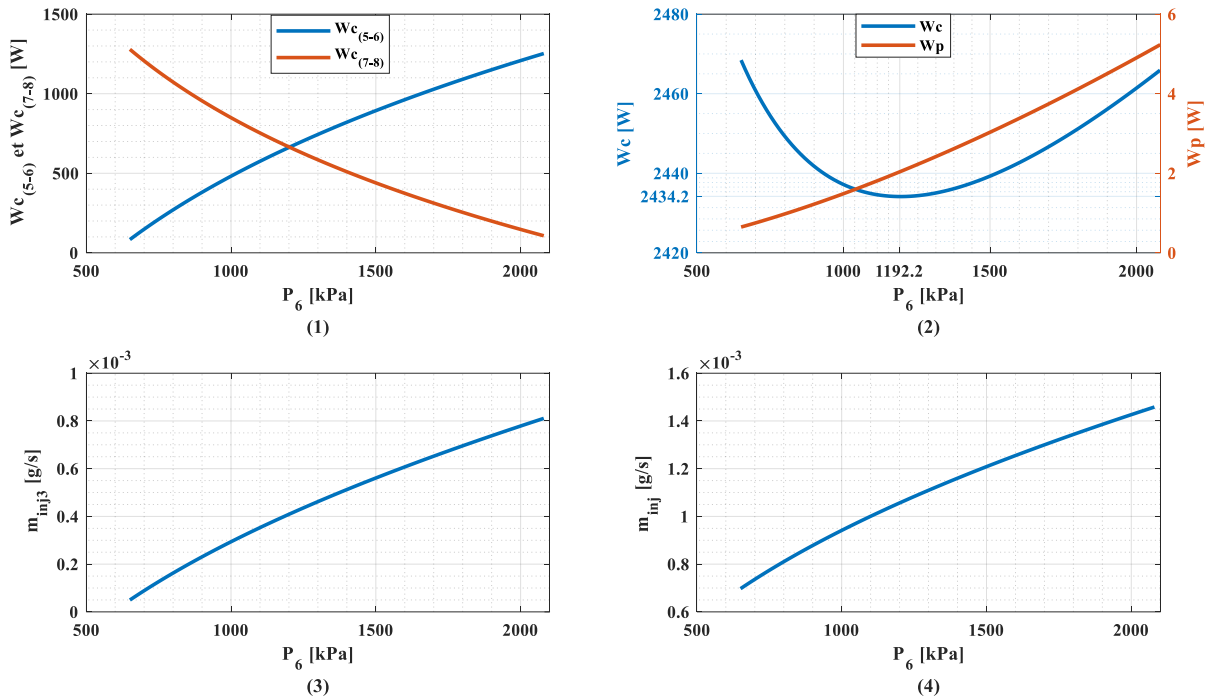 1500
1000
500
0
Wc(5-6) et Wc(7-8) [W]
Wc(5-6)
Wc(7-8)
500 1000 1500 2000
P6 [kPa]
(1)
2480
2460
2440
2434.2
2420
Wc [W]
Wc
Wp
6
4
2
0
Wp [W]
500 1000 1192.2 1500 2000
P6 [kPa]
(2)
×10-3
1
0.8
0.6
0.4
0.2
0
minj3 [g/s]
500 1000 1500 2000
P6 [kPa]
(3)
×10-3
1.6
1.4
1.2
1
0.8
0.6
minj [g/s]
500 1000 1500 2000
P6 [kPa]
(4)